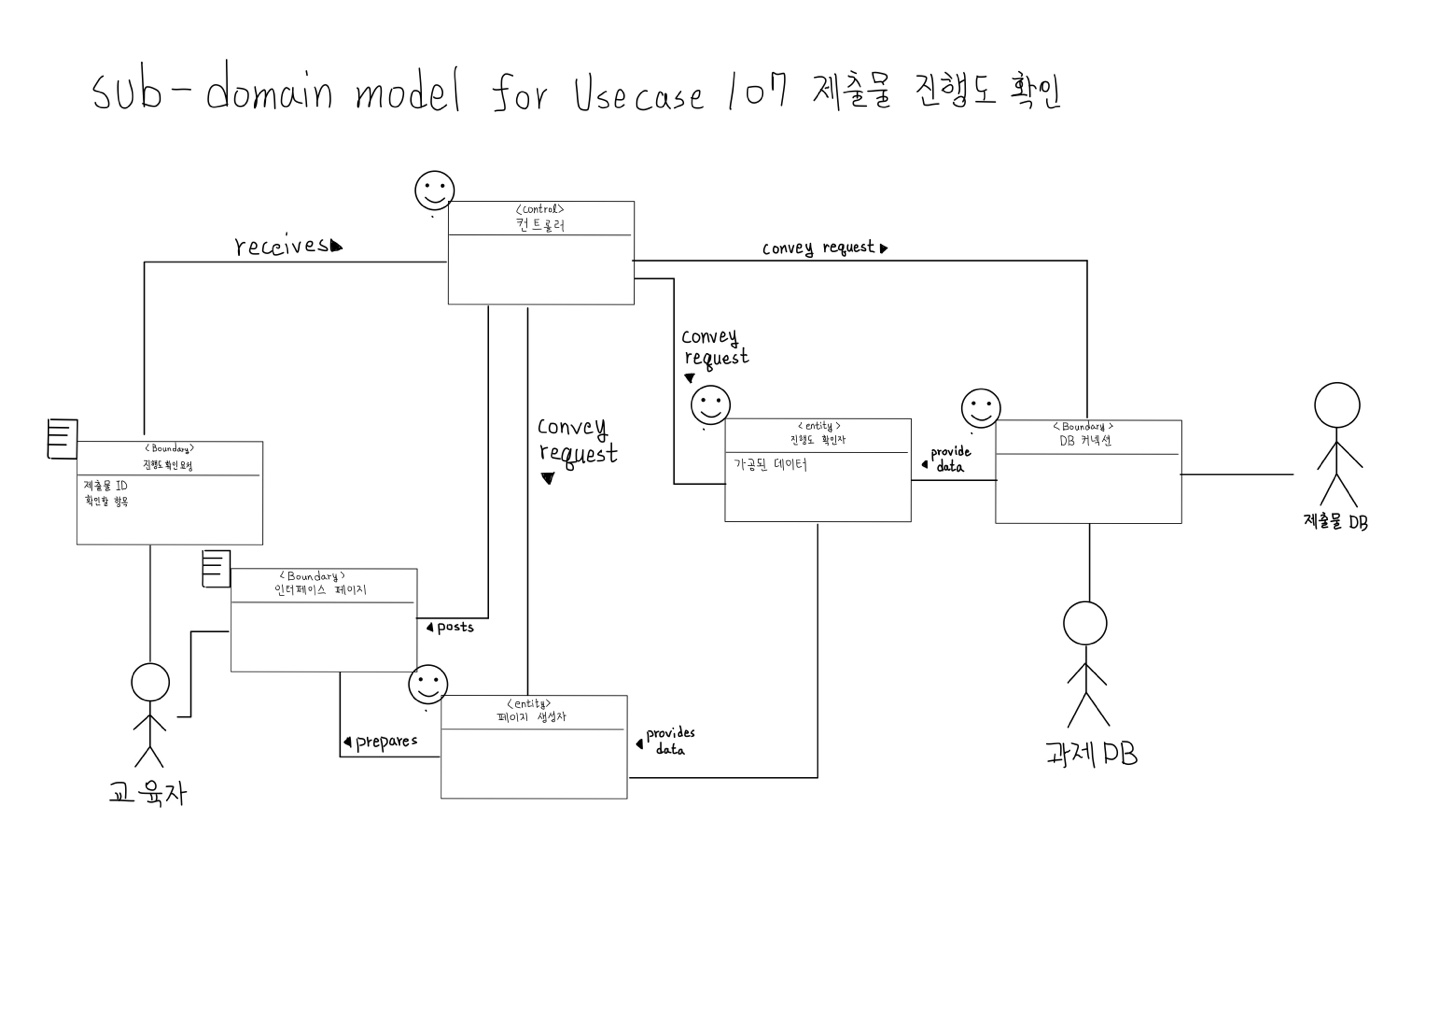 sub-domain model for Usecase 107 제출물 진행도 확인
<control>
컨트롤러
receives
convey request
convey
request
<Boundary>
진행도 확인 요청
제출물 ID
확인할 항목
convey
request
<entity>
진행도 확인자
가공된 데이터
provide
data
<Boundary>
DB 커넥션
제출물 DB
<Boundary>
인터페이스 페이지
posts
<entity>
페이지 생성자
prepares
provides
data
교육자
과제 DB